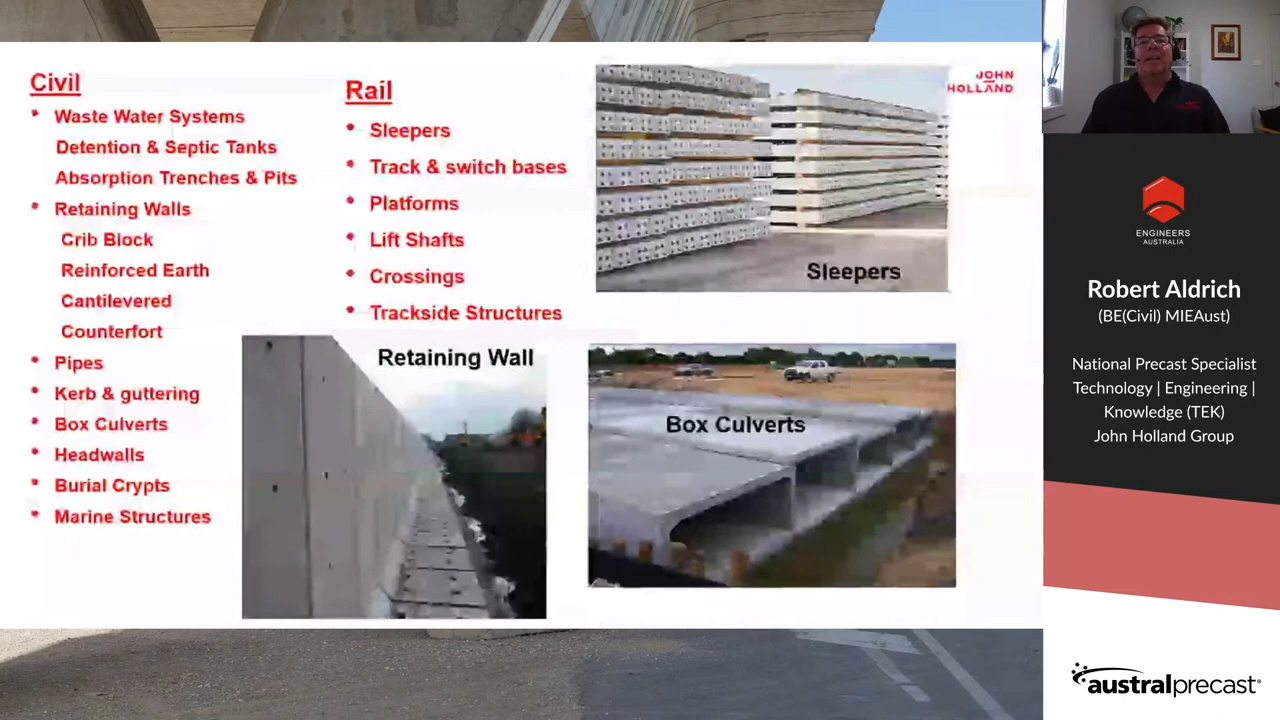 Civil
• Waste Water Systems
Detention & Septic Tanks
Absorption Trenches & Pits
• Retaining Walls
Crib Block
Reinforced Earth
Cantilevered
Counterfort
• Pipes
• Kerb & guttering
• Box Culverts
• Headwalls
• Burial Crypts
• Marine Structures
Rail
• Sleepers
• Track & switch bases
• Platforms
• Lift Shafts
• Crossings
• Trackside Structures
JOHN
HOLLAND
Sleepers
Retaining Wall
Box Culverts
ENGINEERS
AUSTRALIA
Robert Aldrich
(BE(Civil) MIEAust)
National Precast Specialist
Technology | Engineering |
Knowledge (TEK)
John Holland Group
australprecast®